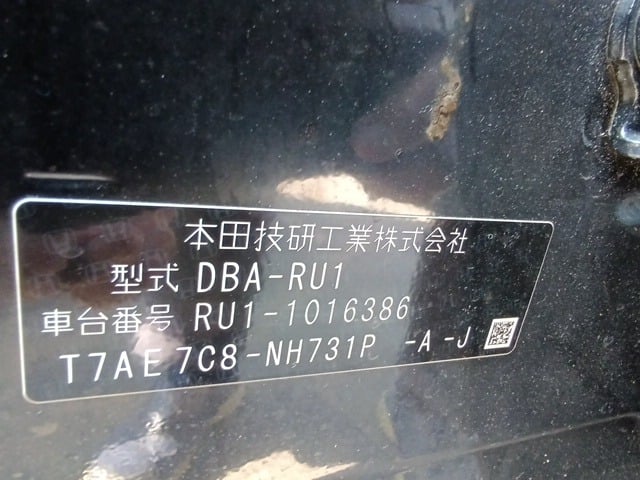 本田技研工業株式会社
型式 DBA-RU1
車台番号 RU1-1016386
T7AE7C8-NH731P -A-J